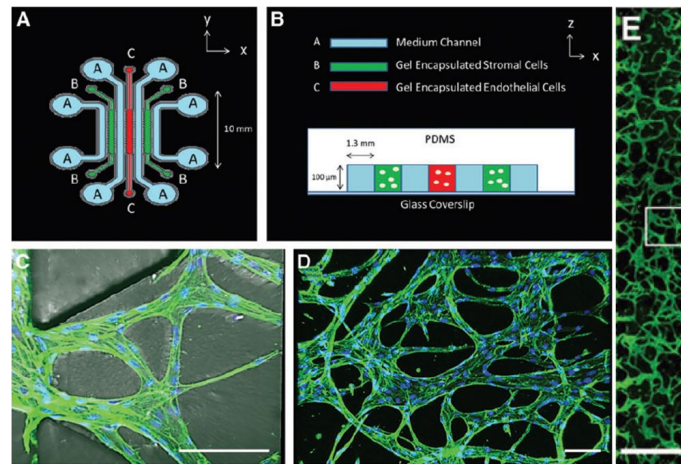 A
y
x
C
A
A
B
B
A
A
10 mm
A
A
B
B
A
A
C
B
z
x
A Medium Channel
B Gel Encapsulated Stromal Cells
C Gel Encapsulated Endothelial Cells
1.3 mm
PDMS
100 μm
Glass Coverslip
C
D
E